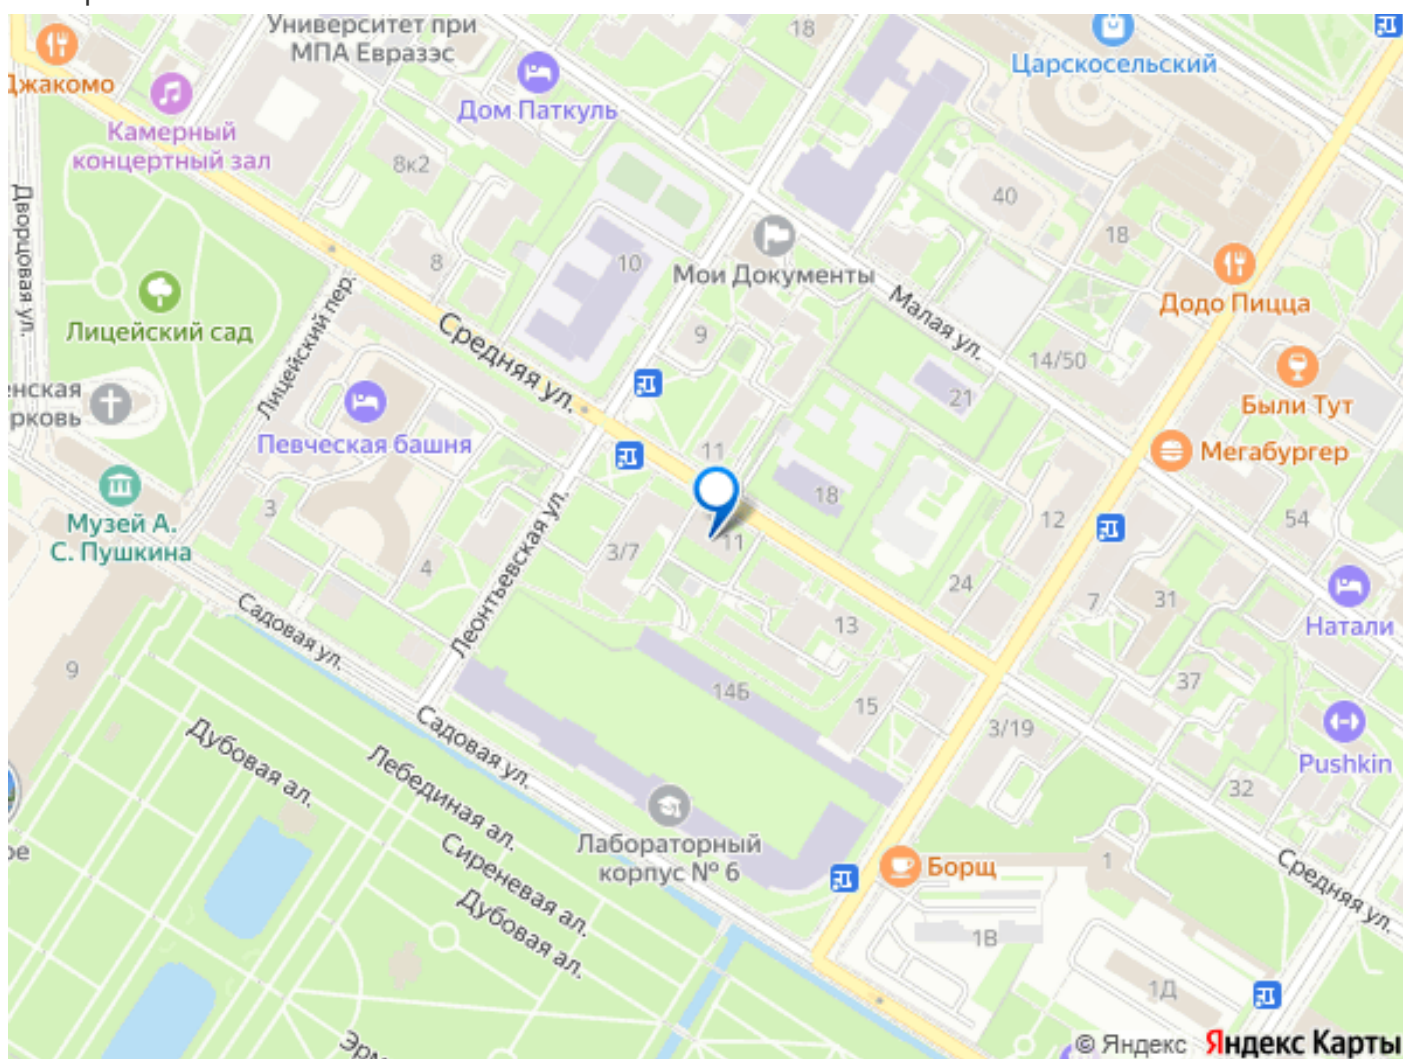 Университет при
МПА Евразэс
18
Царскосельский
Джакомо
Дом Паткуль
Камерный
концертный зал
8к2
40
Дворцовая ул.
18
8
10
Мои Документы
Додо Пицца
Лицейский сад
Лицейский пер.
Средняя ул.
9
Малая ул.
14/50
21
Были Тут
Певческая башня
11
Мегабургер
3
18
Музей А.
С. Пушкина
12
54
11
3/7
4
Леонтьевская ул.
24
7
31
Садовая ул.
13
Натали
9
14Б
37
15
3/19
Садовая ул.
Дубовая ал.
Лебединая ал.
Pushkin
32
Лабораторный
корпус № 6
Сиреневая ал.
Борщ
1
Средняя ул.
Дубовая ал.
1В
1Д
© Яндекс Яндекс Карты